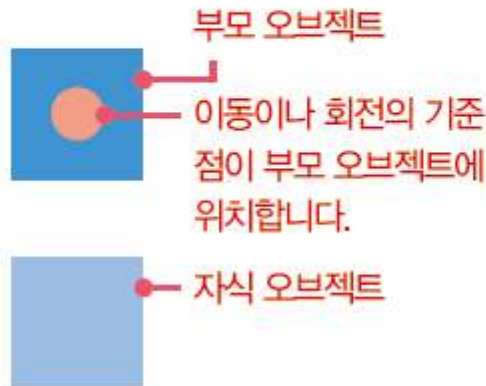 부모 오브젝트
이동이나 회전의 기준
점이 부모 오브젝트에
위치합니다.
자식 오브젝트